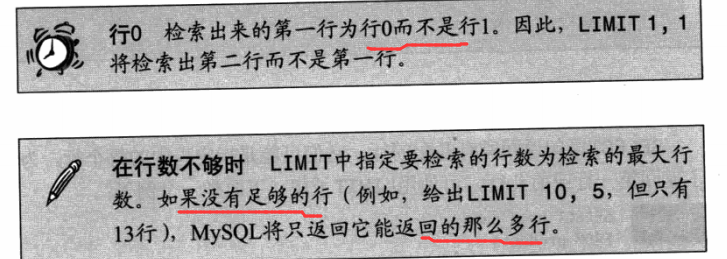 行0 检索出来的第一行为行0而不是行1。因此，LIMIT 1, 1
将检索出第二行而不是第一行。
在行数不够时 LIMIT中指定要检索的行数为检索的最大行
数。如果没有足够的行（例如，给出LIMIT 10, 5，但只有
13行），MySQL将只返回它能返回的那么多行。